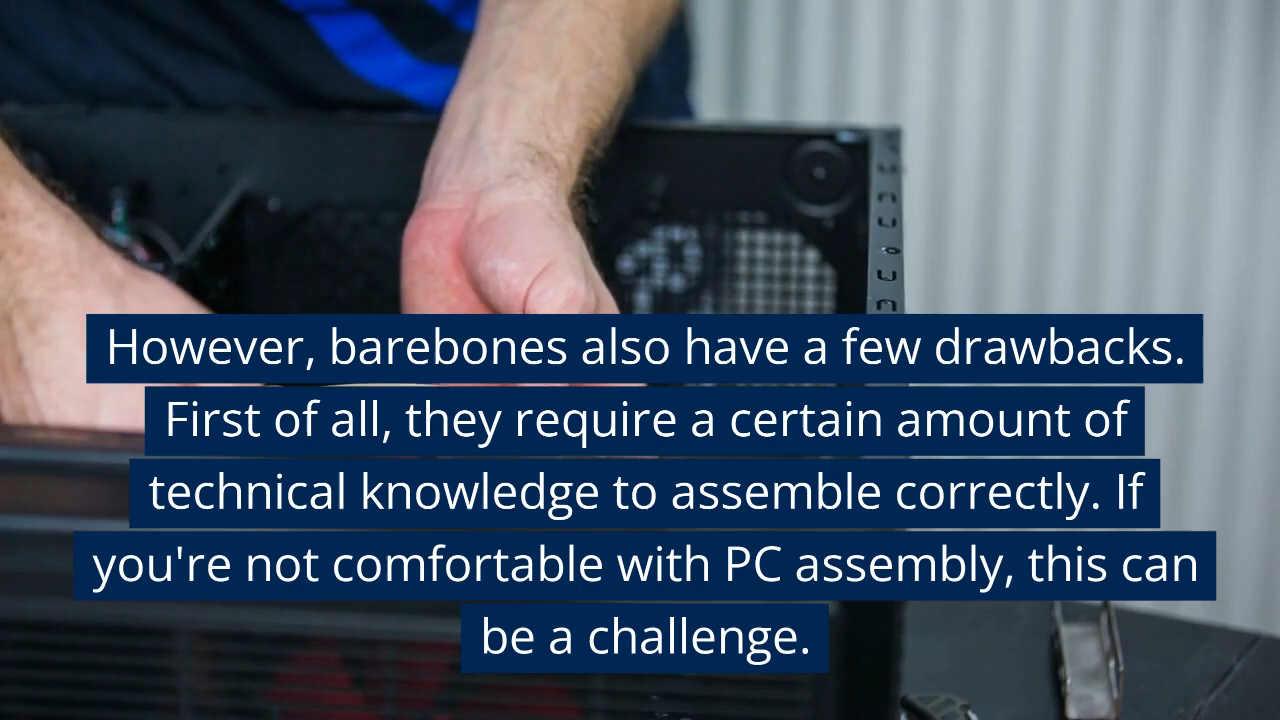 However, barebones also have a few drawbacks.
First of all, they require a certain amount of
technical knowledge to assemble correctly. If
you're not comfortable with PC assembly, this can
be a challenge.